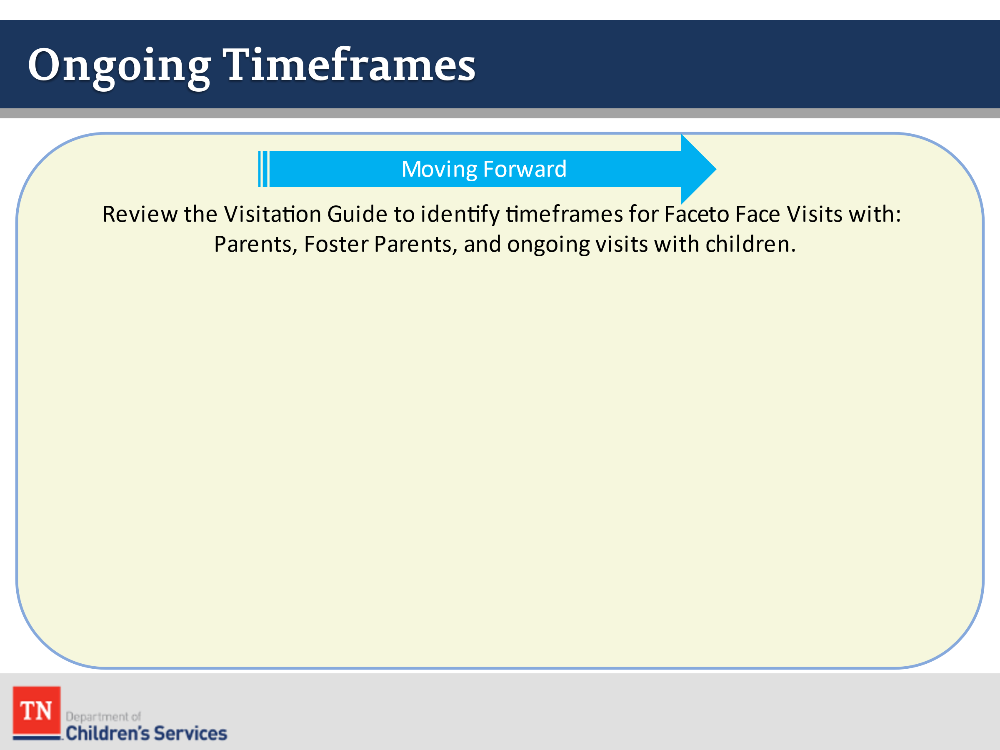 Ongoing Timeframes
Moving Forward
Review the Visitation Guide to identify timeframes for Faceto Face Visits with:
Parents, Foster Parents, and ongoing visits with children.
TN
Department of
Children's Services